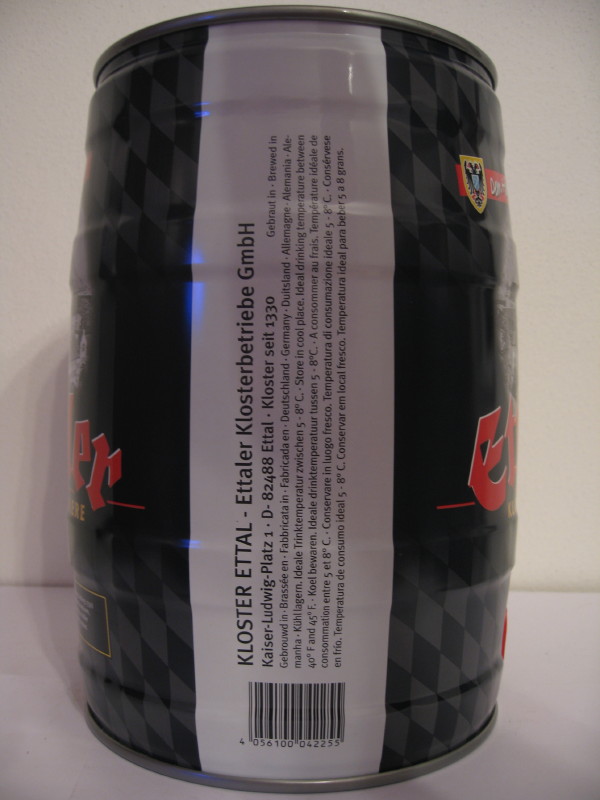 KLOSTER ETTAL - Ettaler Klosterbetriebe GmbH
Kaiser-Ludwig-Platz 1 · D- 82488 Ettal · Kloster seit 1330
Gebraut in · Brewed in
Gebrouwd in · Brassée en · Fabbricata in · Fabricada en · Deutschland · Germany · Duitsland · Allemagne · Alemania · Ale-
manha · Kühl lagern. Ideale Trinktemperatur zwischen 5 - 8° C. · Store in cool place. Ideal drinking temperature between
40° F and 45° F. · Koel bewaren. Ideale drinktemperatuur tussen 5 - 8°C. · A consommer au frais. Température idéale de
consommation entre 5 et 8° C. · Conservare in luogo fresco. Temperatura di consumazione ideale 5 - 8° C. · Consérvese
en frío. Temperatura de consumo ideal 5 - 8° C. Conservar em local fresco. Temperatura ideal para beber 5 a 8 grans.
4 056100 042255